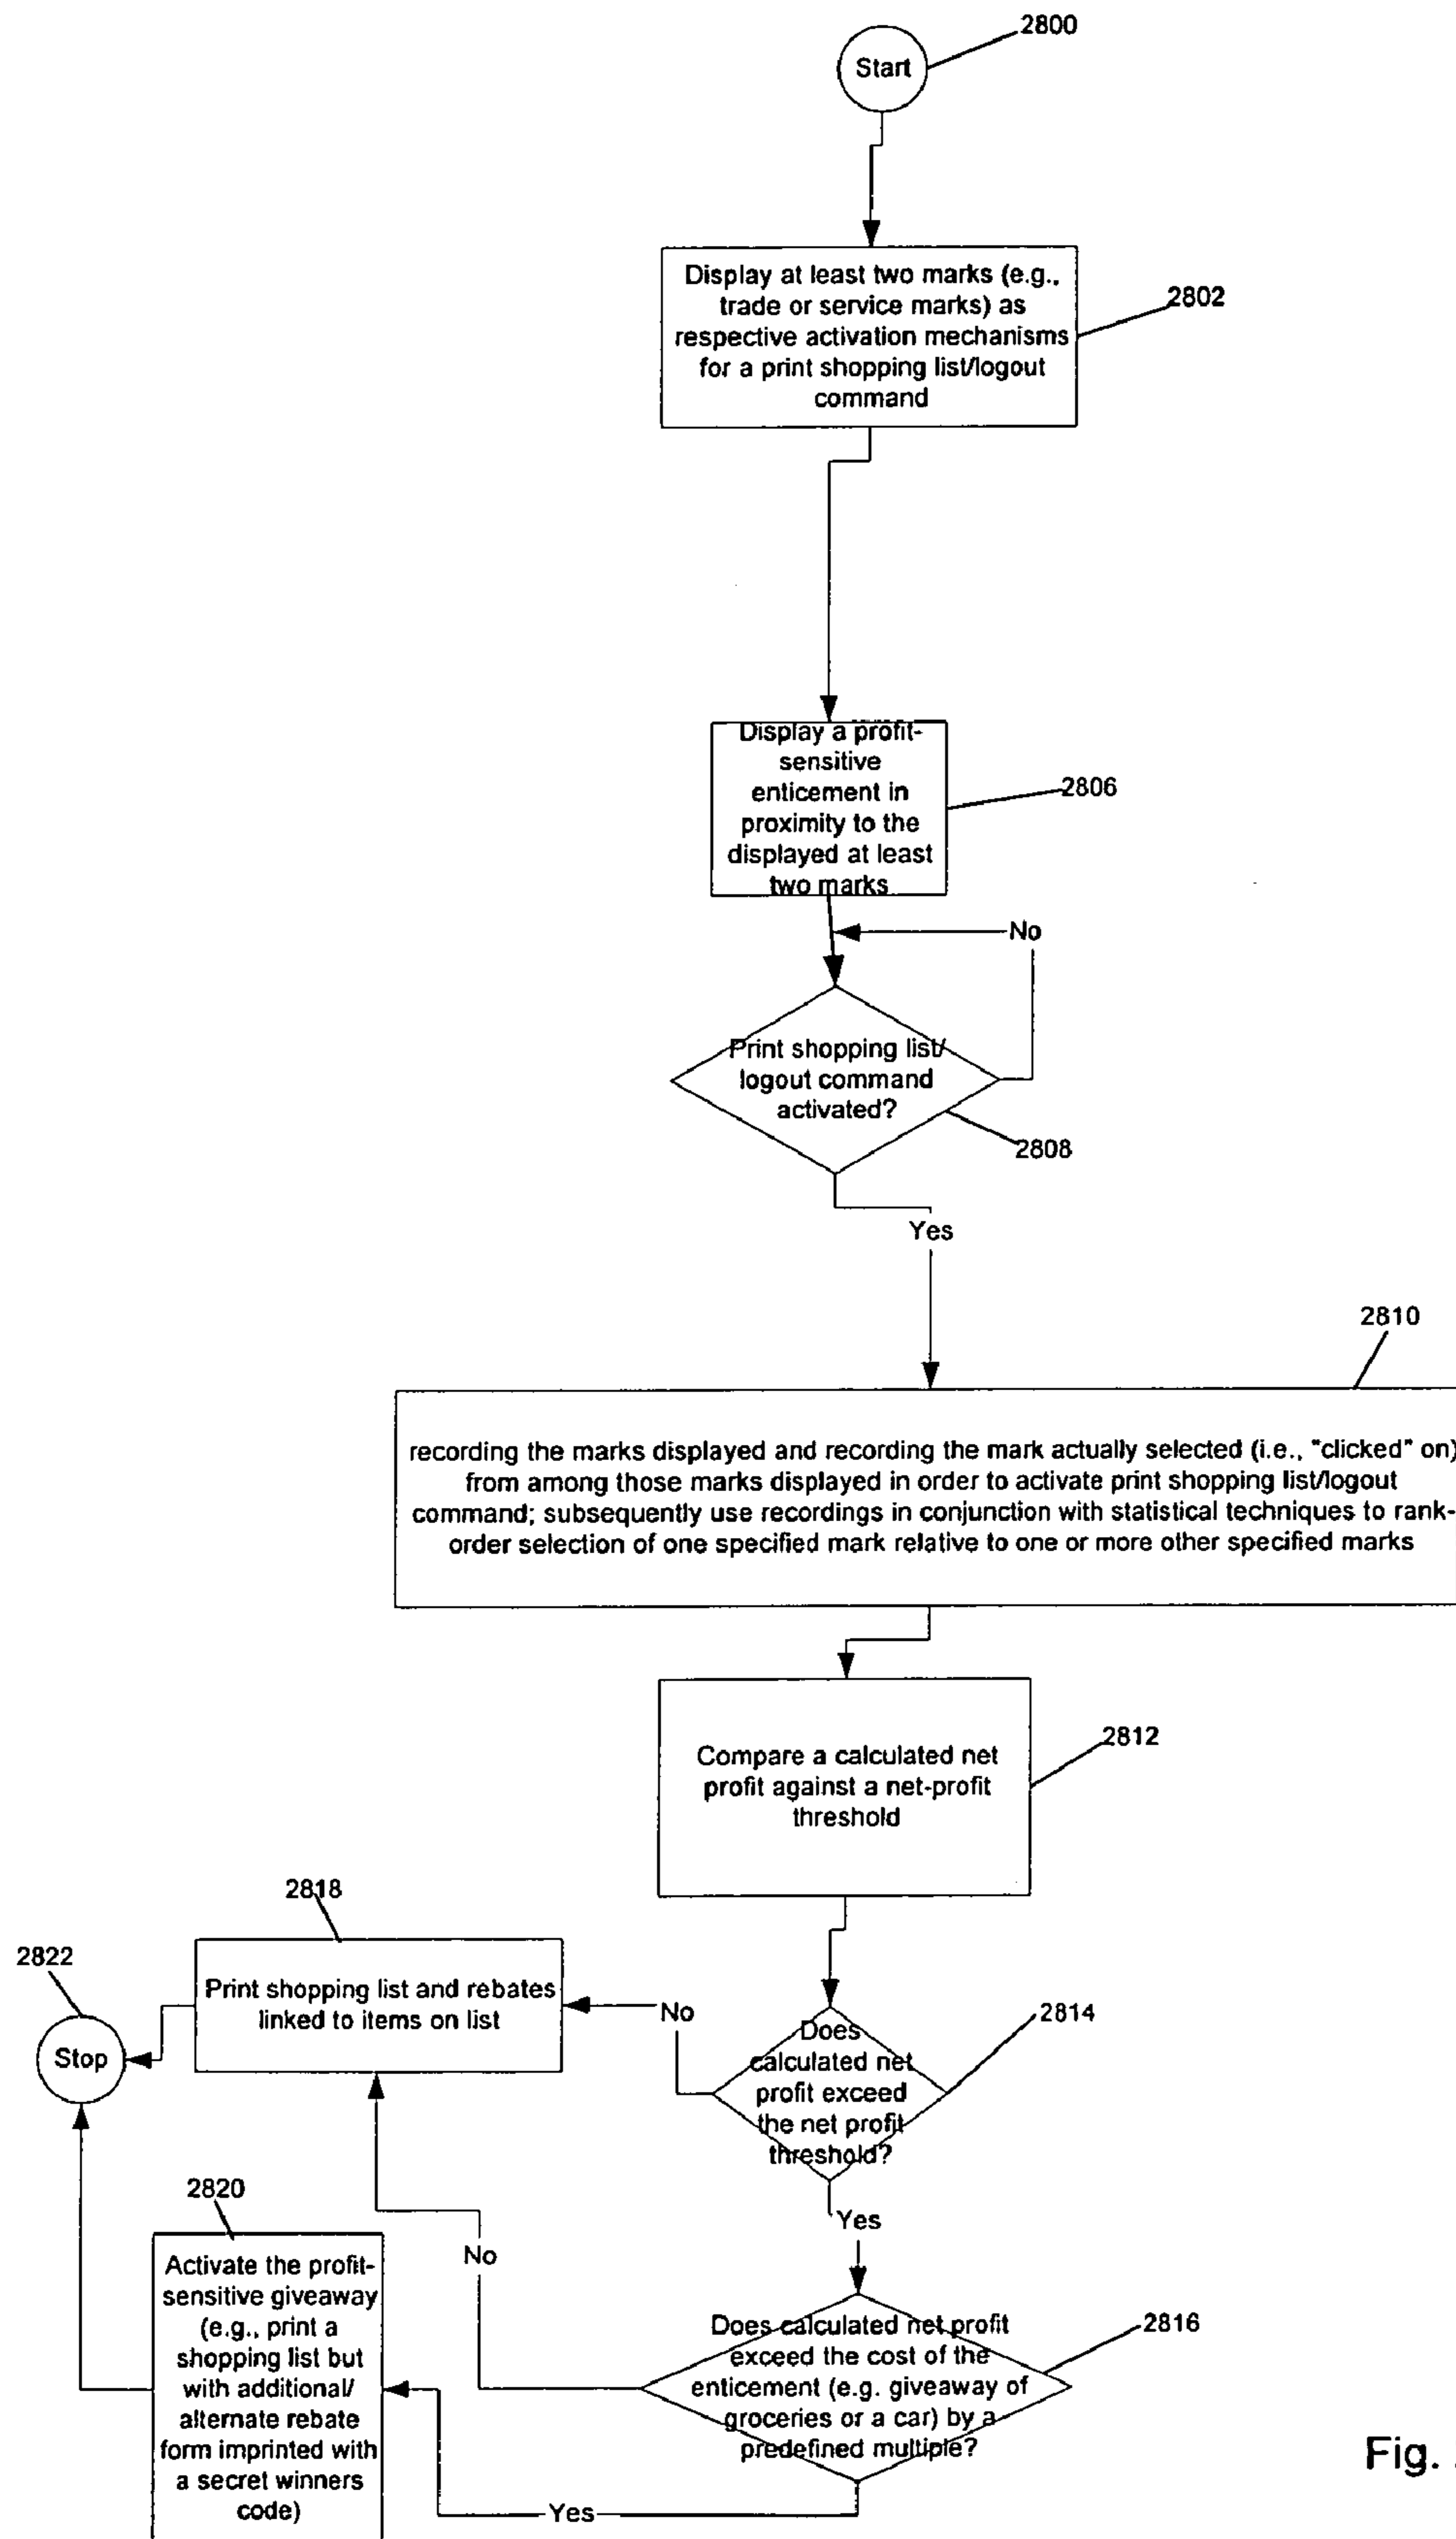 2800
Start
Display at least two marks (e.g.,
trade or service marks) as
respective activation mechanisms
for a print shopping list/logout
command
2802
Display a profit-
sensitive
enticement in
proximity to the
displayed at least
two marks
2806
No
Print shopping list/
logout command
activated?
2808
Yes
2810
recording the marks displayed and recording the mark actually selected (i.e., "clicked" on)
from among those marks displayed in order to activate print shopping list/logout
command; subsequently use recordings in conjunction with statistical techniques to rank-
order selection of one specified mark relative to one or more other specified marks
Compare a calculated net
profit against a net-profit
threshold
2812
2818
2822
Print shopping list and rebates
linked to items on list
Stop
No
Does
calculated net
profit exceed
the net profit
threshold?
2814
Yes
2820
Activate the profit-
sensitive giveaway
(e.g., print a
shopping list but
with additional/
alternate rebate
form imprinted with
a secret winners
code)
No
Does calculated net profit
exceed the cost of the
enticement (e.g. giveaway of
groceries or a car) by a
predefined multiple?
2816
Yes
Fig.